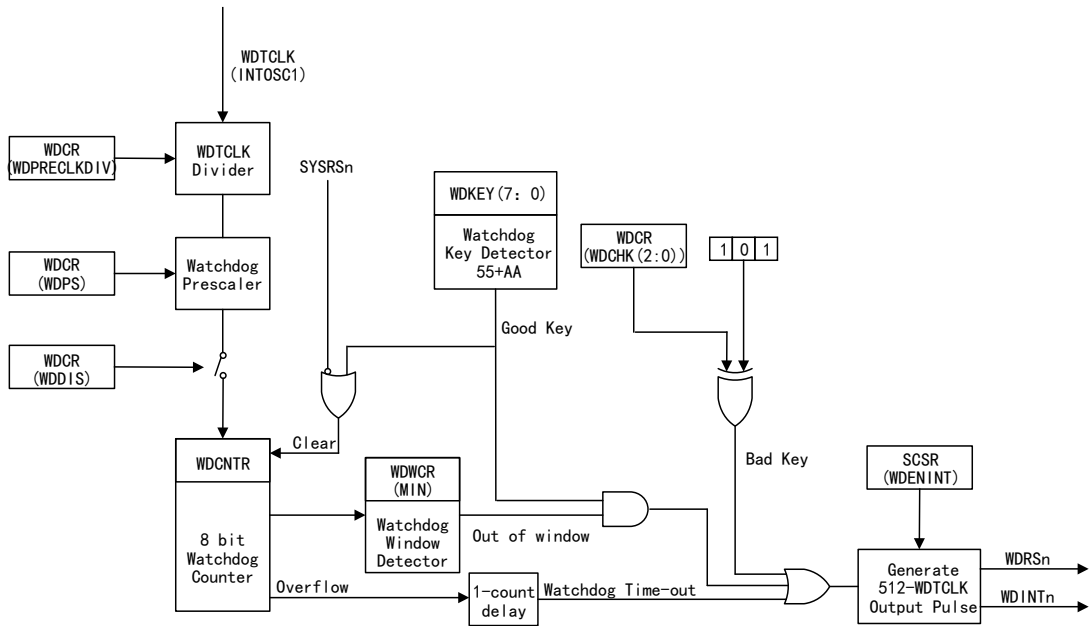 WDTCLK
(INTOSC1)
WDCR
(WDPRECLKDIV)
WDTCLK
Divider
SYSRSn
WDKEY(7: 0)
Watchdog
Key Detector
55+AA
WDCR
(WDCHK(2:0))
1 0 1
WDCR
(WDPS)
Watchdog
Prescaler
Good Key
WDCR
(WDDIS)
Clear
WDCNTR
8 bit
Watchdog
Counter
WDWCR
(MIN)
Watchdog
Window
Detector
Out of window
Bad Key
SCSR
(WDENINT)
Overflow
1-count
delay
Watchdog Time-out
Generate
512-WDTCLK
Output Pulse
WDRSn
WDINTn